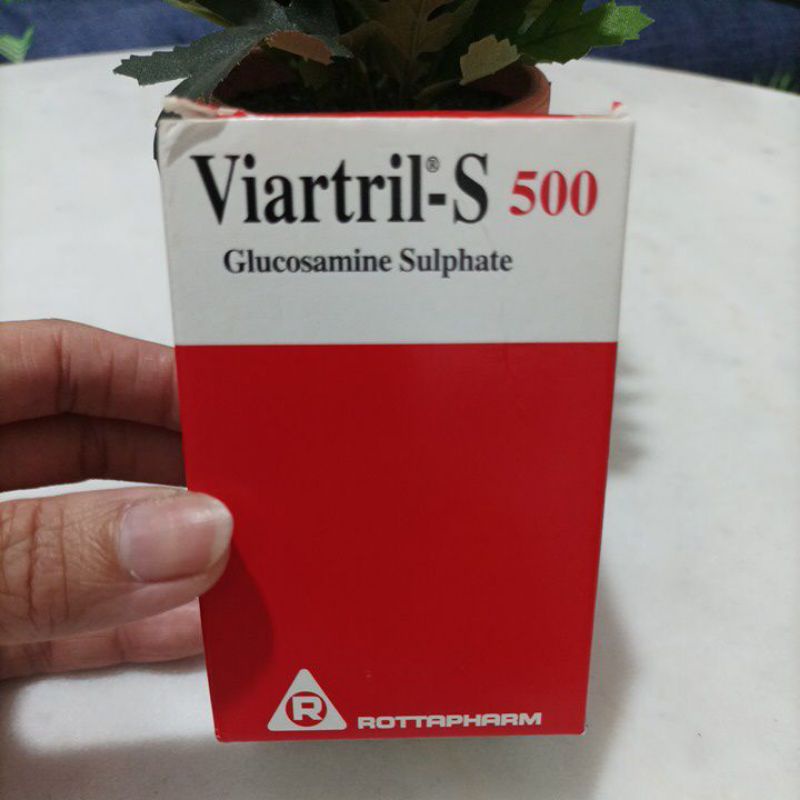 Viartril®-S 500
Glucosamine Sulphate
R ROTTAPHARM